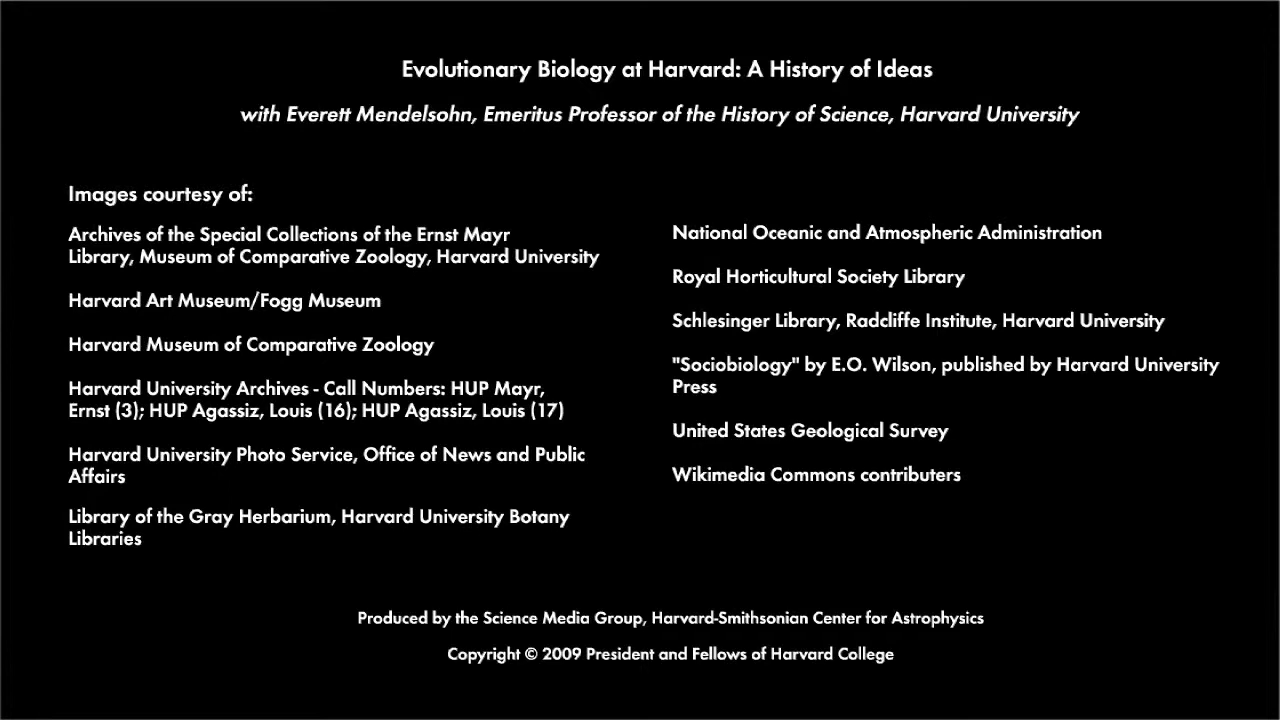 Evolutionary Biology at Harvard: A History of Ideas
with Everett Mendelsohn, Emeritus Professor of the History of Science, Harvard University
Images courtesy of:
Archives of the Special Collections of the Ernst Mayr
Library, Museum of Comparative Zoology, Harvard University
Harvard Art Museum/Fogg Museum
Harvard Museum of Comparative Zoology
Harvard University Archives - Call Numbers: HUP Mayr,
Ernst (3); HUP Agassiz, Louis (16); HUP Agassiz, Louis (17)
Harvard University Photo Service, Office of News and Public
Affairs
Library of the Gray Herbarium, Harvard University Botany
Libraries
National Oceanic and Atmospheric Administration
Royal Horticultural Society Library
Schlesinger Library, Radcliffe Institute, Harvard University
"Sociobiology" by E.O. Wilson, published by Harvard University
Press
United States Geological Survey
Wikimedia Commons contributers
Produced by the Science Media Group, Harvard-Smithsonian Center for Astrophysics
Copyright © 2009 President and Fellows of Harvard College